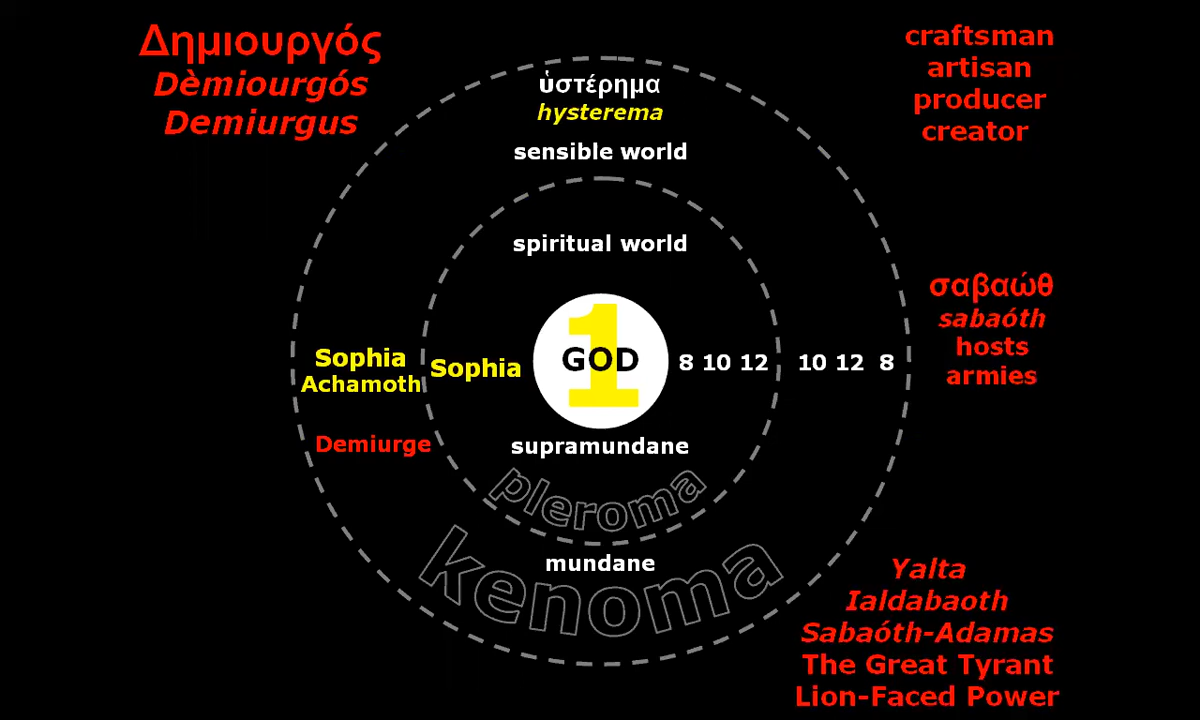 Δημιουργός
Dèmiourgós
Demiurgus
craftsman
artisan
producer
creator
ὑστέρημα
hysterema
sensible world
spiritual world
1
GOD
8 10 12
10 12 8
Sophia
Achamoth
Sophia
Demiurge
supramundane
pleroma
mundane
kenoma
σαβαώθ
sabaóth
hosts
armies
Yalta
Ialdabaoth
Sabaóth-Adamas
The Great Tyrant
Lion-Faced Power